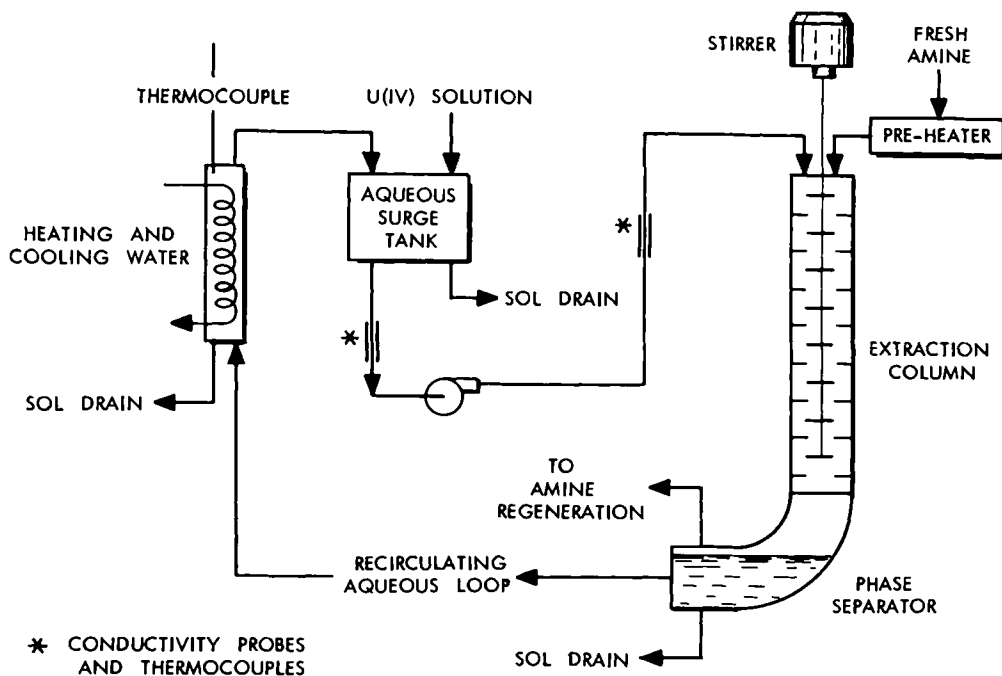 STIRRER
FRESH
AMINE
THERMOCOUPLE
U(IV) SOLUTION
PRE-HEATER
AQUEOUS
SURGE
TANK
*
HEATING AND
COOLING WATER
SOL DRAIN
*
EXTRACTION
COLUMN
SOL DRAIN
TO
AMINE
REGENERATION
RECIRCULATING
AQUEOUS LOOP
PHASE
SEPARATOR
* CONDUCTIVITY PROBES
AND THERMOCOUPLES
SOL DRAIN